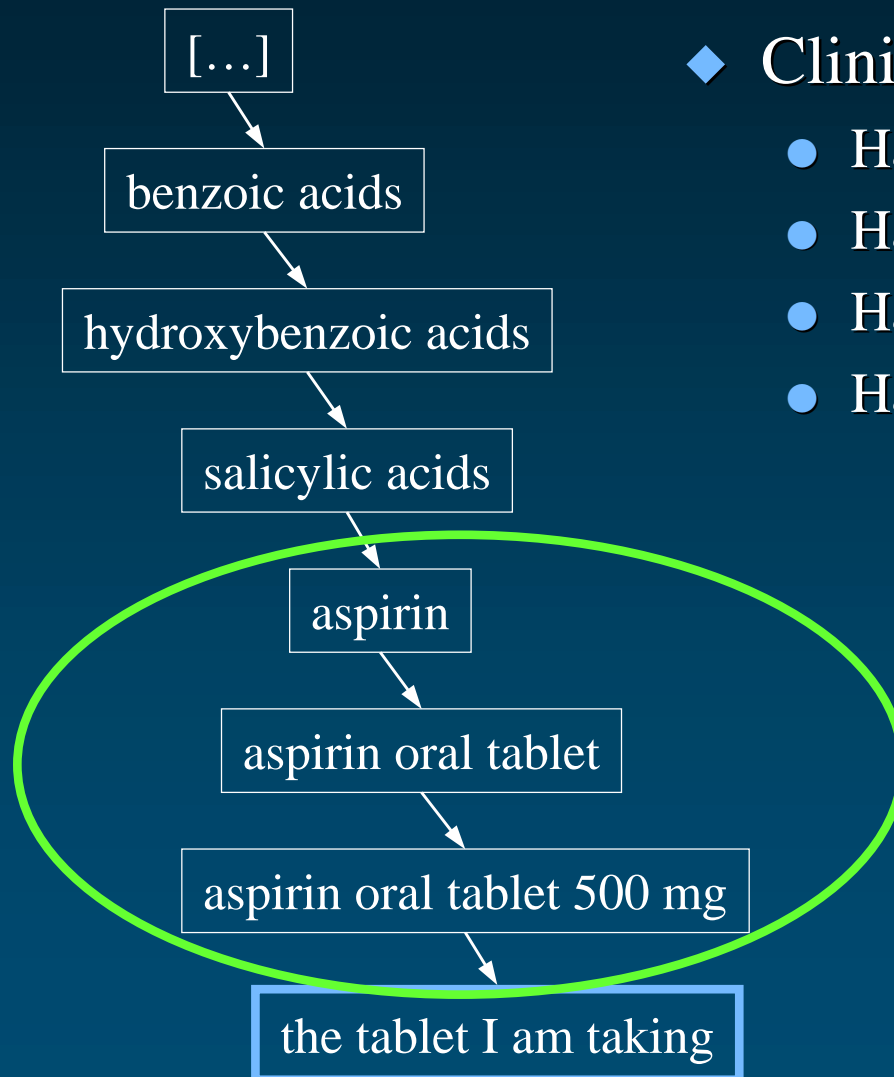 […]
benzoic acids
hydroxybenzoic acids
salicylic acids
aspirin
aspirin oral tablet
aspirin oral tablet 500 mg
the tablet I am taking